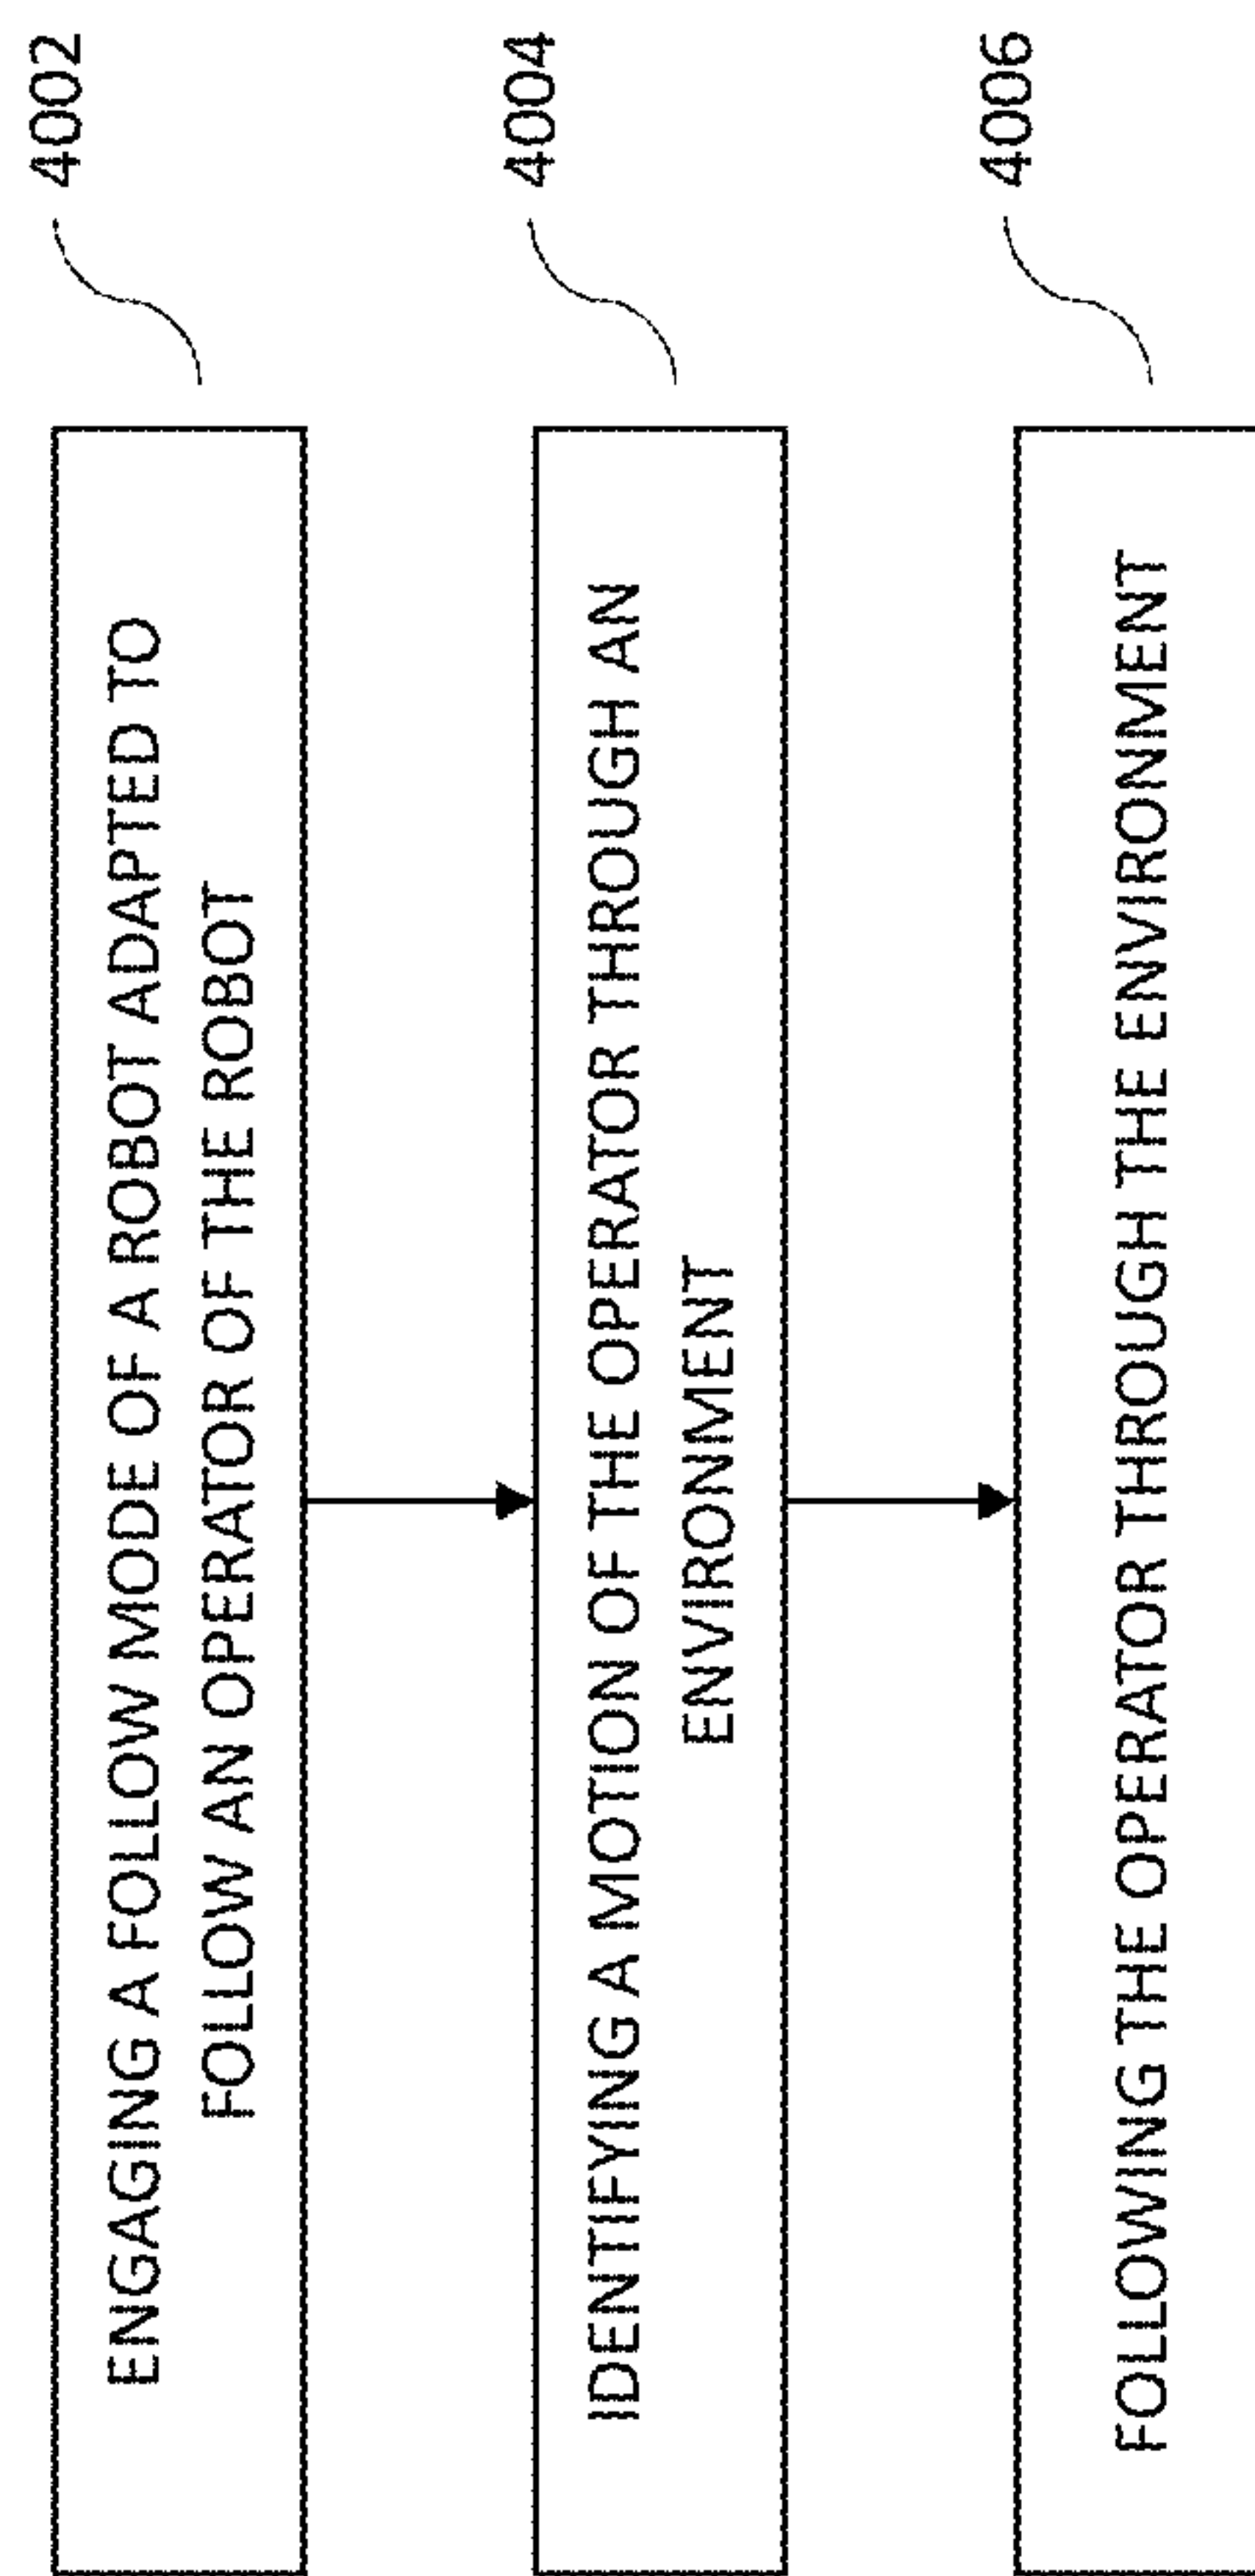 ENGAGING A FOLLOW MODE OF A ROBOT ADAPTED TO
FOLLOW AN OPERATOR OF THE ROBOT
4002
IDENTIFYING A MOTION OF THE OPERATOR THROUGH AN
ENVIRONMENT
4004
FOLLOWING THE OPERATOR THROUGH THE ENVIRONMENT
4006